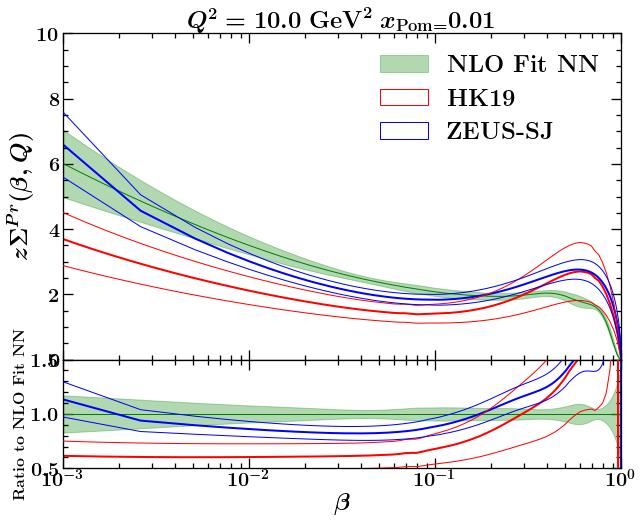 Q² = 10.0 GeV² x_Pom=0.01
NLO Fit NN
HK19
ZEUS-SJ
zΣ^Pr(β, Q)
10
8
6
4
2
Ratio to NLO Fit NN
1.5
1.0
0.5
10⁻³
10⁻²
10⁻¹
10⁰
β